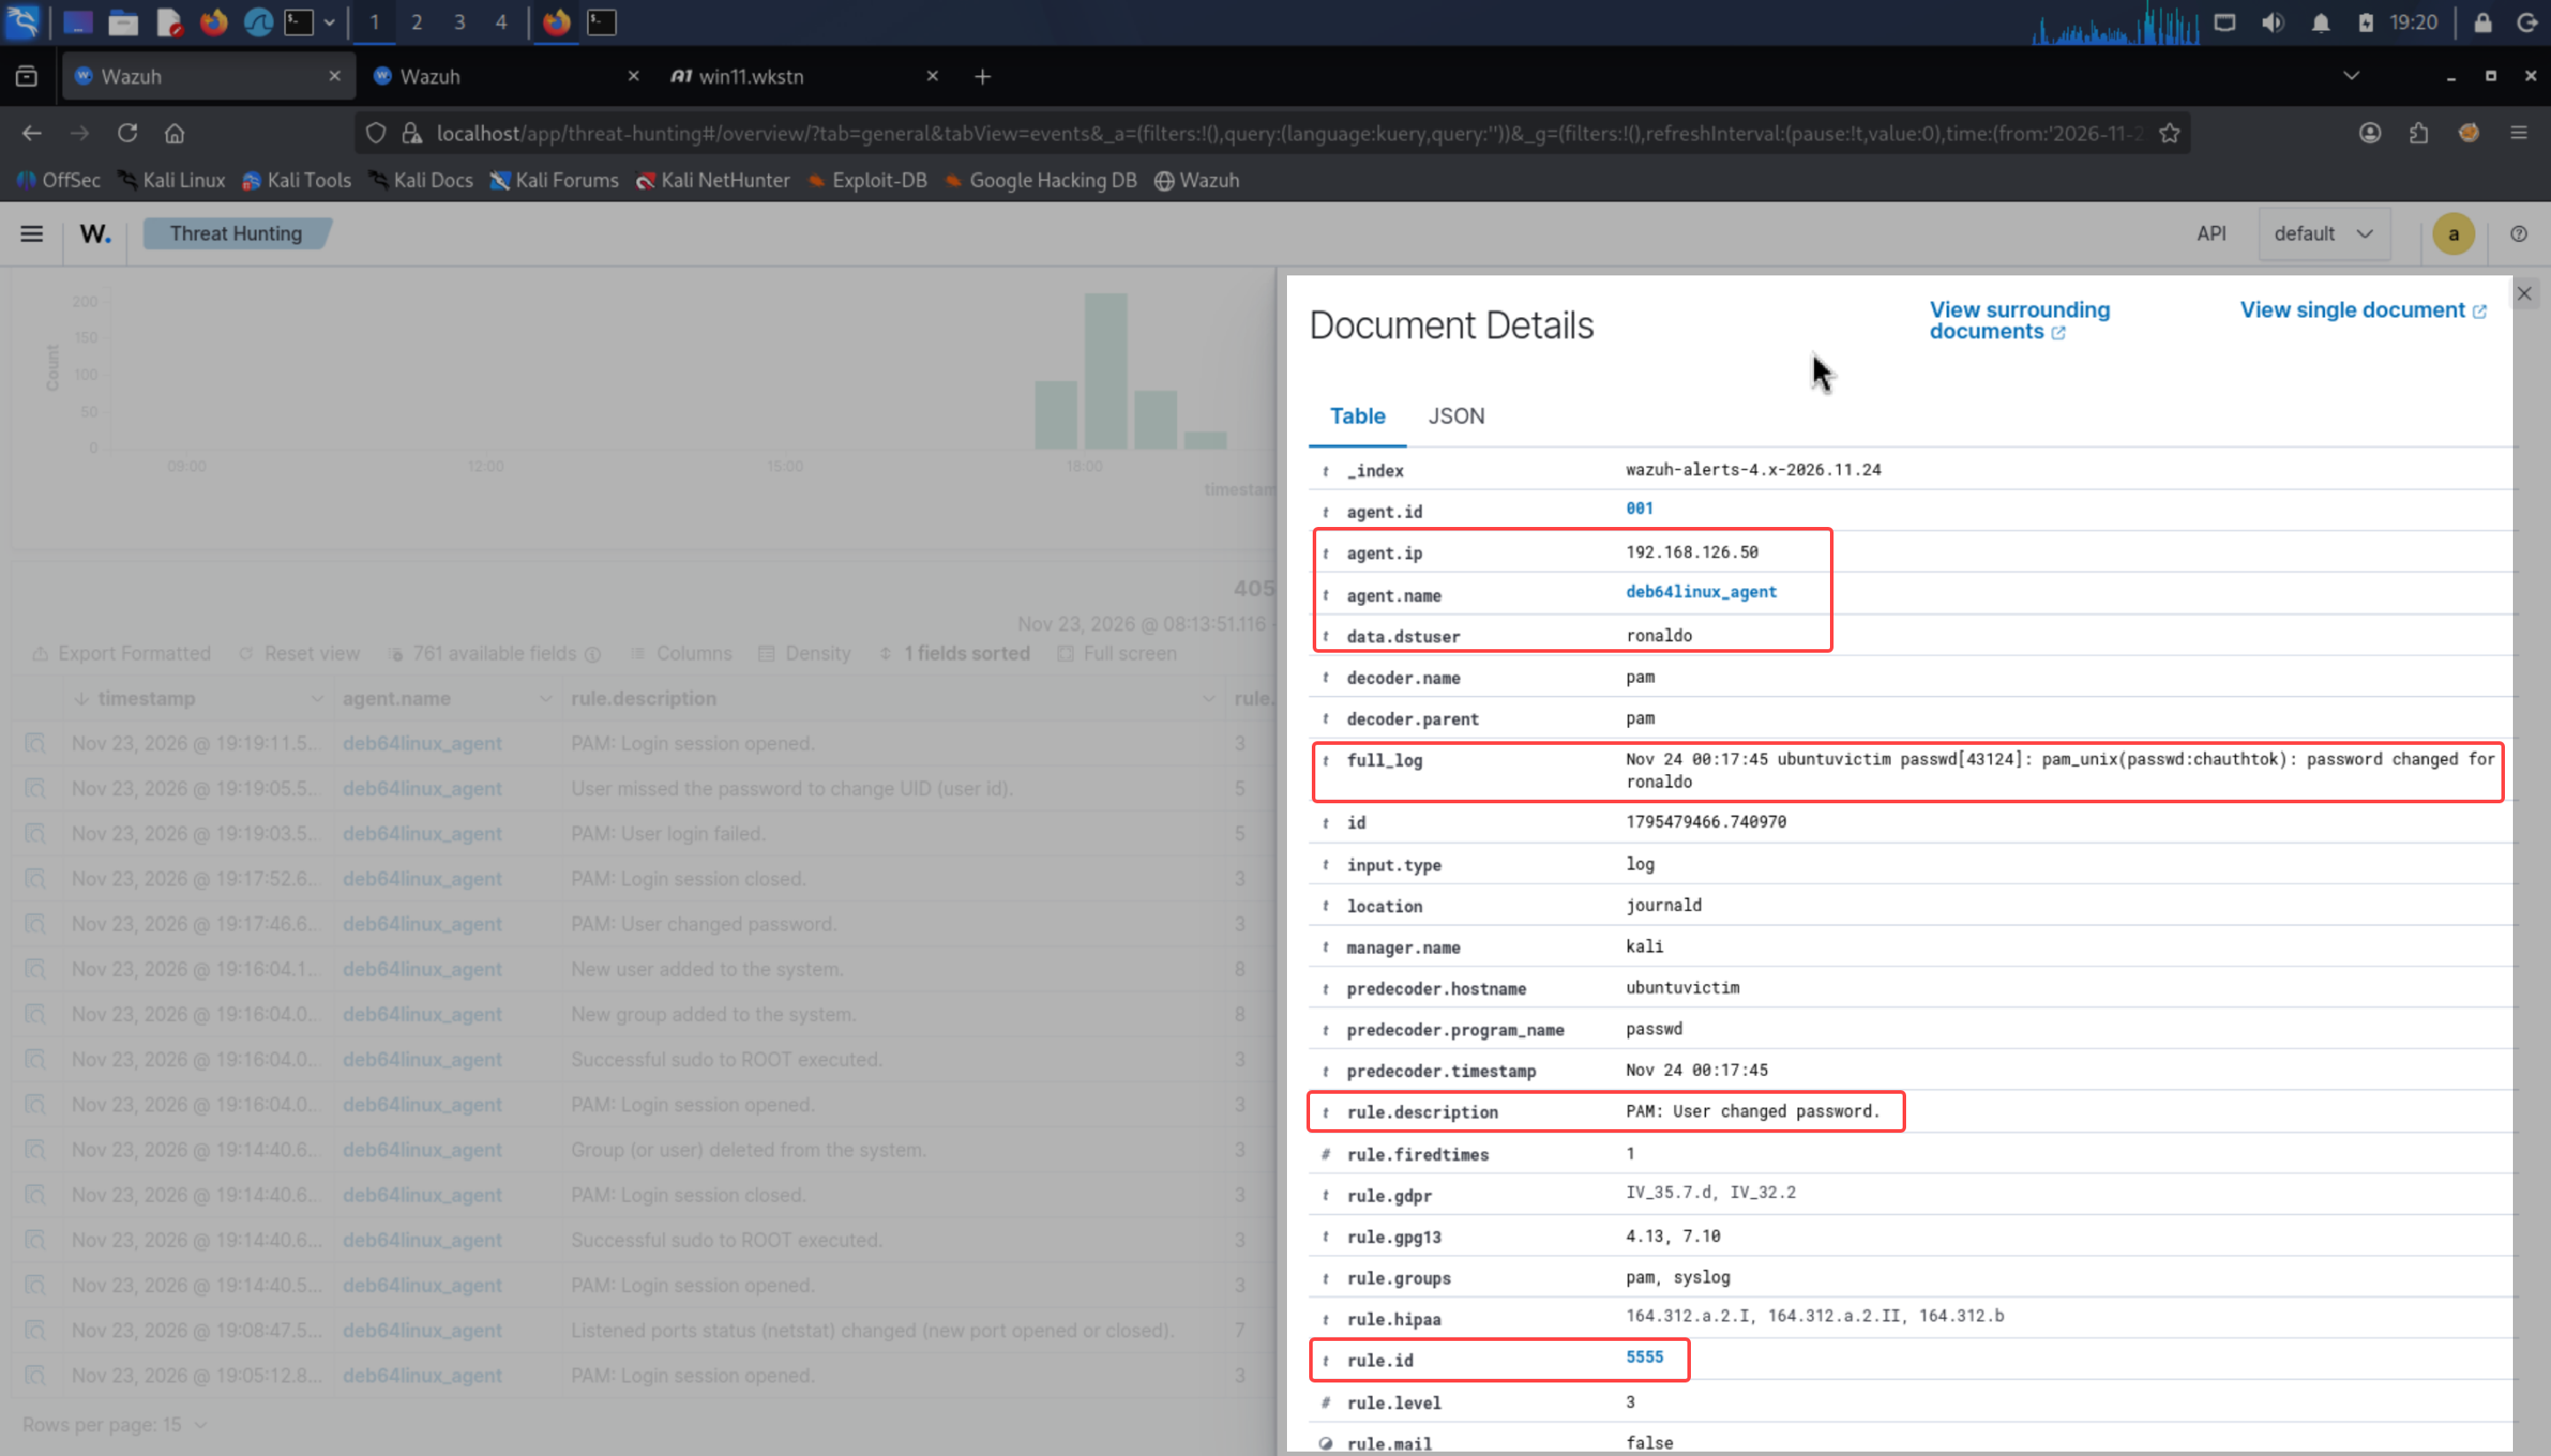 1 2 3 4 19:20
Wazuh Wazuh A1 win11.wkstn
localhost/app/threat-hunting#/overview/?tab=general&tabView=events&_a=(filters:!(),query:(language:kuery,query:''))&_g=(filters:!(),refreshInterval:(pause:!t,value:0),time:(from:'2026-11-2
OffSec Kali Linux Kali Tools Kali Docs Kali Forums Kali NetHunter Exploit-DB Google Hacking DB Wazuh
W. Threat Hunting API default a
200
150
100
50
0
Count
09:00 12:00 15:00 18:00
timestam
405
Nov 23, 2026 @ 08:13:51.116 -
Export Formatted Reset view 761 available fields Columns Density 1 fields sorted Full screen
timestamp agent.name rule.description rule.
Nov 23, 2026 @ 19:19:11.5... deb64linux_agent PAM: Login session opened. 3
Nov 23, 2026 @ 19:19:05.5... deb64linux_agent User missed the password to change UID (user id). 5
Nov 23, 2026 @ 19:19:03.5... deb64linux_agent PAM: User login failed. 5
Nov 23, 2026 @ 19:17:52.6... deb64linux_agent PAM: Login session closed. 3
Nov 23, 2026 @ 19:17:46.6... deb64linux_agent PAM: User changed password. 3
Nov 23, 2026 @ 19:16:04.1... deb64linux_agent New user added to the system. 8
Nov 23, 2026 @ 19:16:04.0... deb64linux_agent New group added to the system. 8
Nov 23, 2026 @ 19:16:04.0... deb64linux_agent Successful sudo to ROOT executed. 3
Nov 23, 2026 @ 19:16:04.0... deb64linux_agent PAM: Login session opened. 3
Nov 23, 2026 @ 19:14:40.6... deb64linux_agent Group (or user) deleted from the system. 3
Nov 23, 2026 @ 19:14:40.6... deb64linux_agent PAM: Login session closed. 3
Nov 23, 2026 @ 19:14:40.6... deb64linux_agent Successful sudo to ROOT executed. 3
Nov 23, 2026 @ 19:14:40.5... deb64linux_agent PAM: Login session opened. 3
Nov 23, 2026 @ 19:08:47.5... deb64linux_agent Listened ports status (netstat) changed (new port opened or closed). 7
Nov 23, 2026 @ 19:05:12.8... deb64linux_agent PAM: Login session opened. 3
Rows per page: 15
Document Details
View surrounding
documents
View single document
Table JSON
t _index wazuh-alerts-4.x-2026.11.24
t agent.id 001
t agent.ip 192.168.126.50
t agent.name deb64linux_agent
t data.dstuser ronaldo
t decoder.name pam
t decoder.parent pam
t full_log Nov 24 00:17:45 ubuntuvictim passwd[43124]: pam_unix(passwd:chauthtok): password changed for
ronaldo
t id 1795479466.740970
t input.type log
t location journald
t manager.name kali
t predecoder.hostname ubuntuvictim
t predecoder.program_name passwd
t predecoder.timestamp Nov 24 00:17:45
t rule.description PAM: User changed password.
# rule.firedtimes 1
t rule.gdpr IV_35.7.d, IV_32.2
t rule.gpg13 4.13, 7.10
t rule.groups pam, syslog
t rule.hipaa 164.312.a.2.I, 164.312.a.2.II, 164.312.b
t rule.id 5555
# rule.level 3
rule.mail false